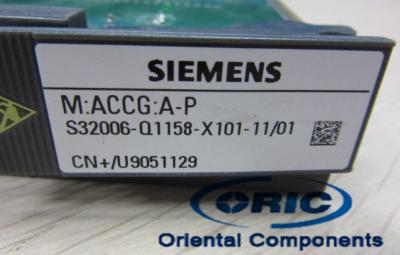 SIEMENS
M:ACCG:A-P
S32006-Q1158-X101-11/01
CN+/U9051129
ORIC
Oriental Components